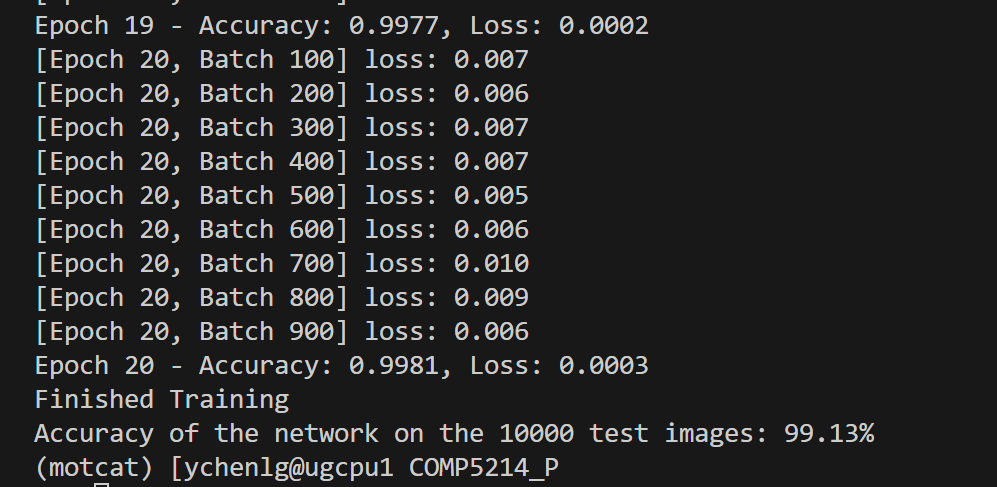 Epoch 19 - Accuracy: 0.9977, Loss: 0.0002
[Epoch 20, Batch 100] loss: 0.007
[Epoch 20, Batch 200] loss: 0.006
[Epoch 20, Batch 300] loss: 0.007
[Epoch 20, Batch 400] loss: 0.007
[Epoch 20, Batch 500] loss: 0.005
[Epoch 20, Batch 600] loss: 0.006
[Epoch 20, Batch 700] loss: 0.010
[Epoch 20, Batch 800] loss: 0.009
[Epoch 20, Batch 900] loss: 0.006
Epoch 20 - Accuracy: 0.9981, Loss: 0.0003
Finished Training
Accuracy of the network on the 10000 test images: 99.13%
(motcat) [ychenlg@ugcpu1 COMP5214_P